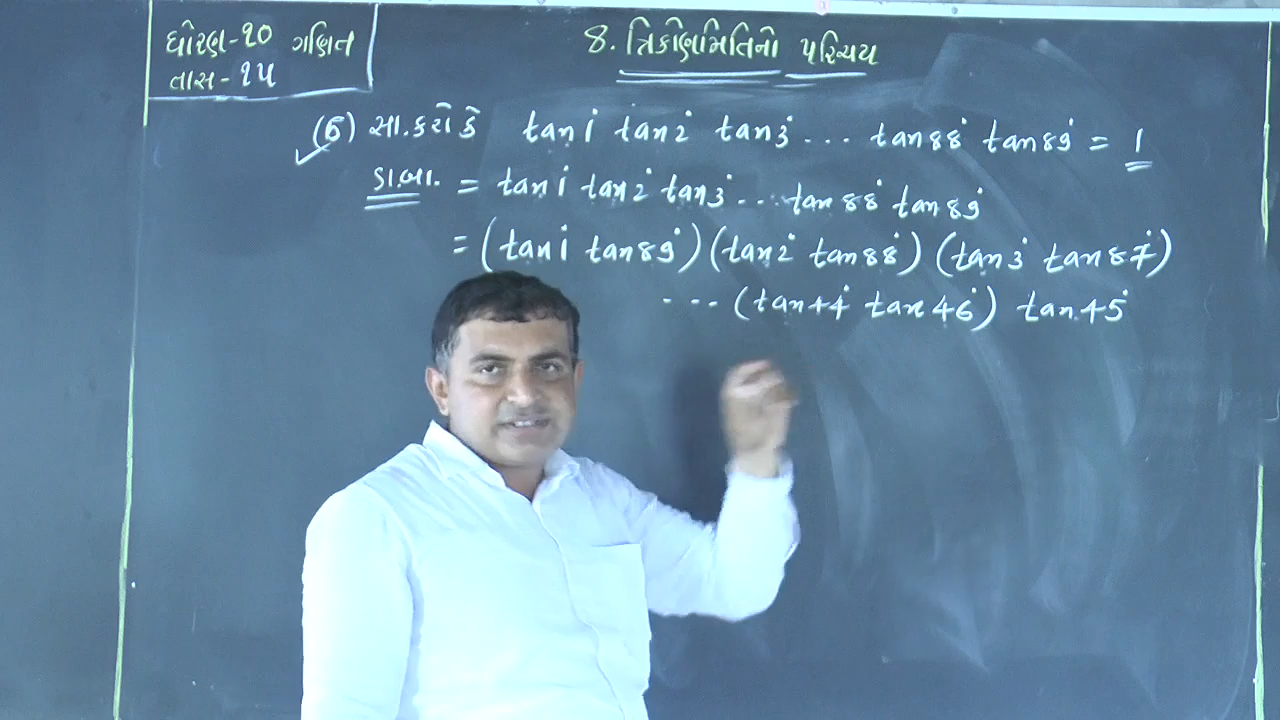 ધોરણ-૧૦ ગણિત
તાસ-૧૫
8. ત્રિકોણમિતિનો પરિચય
(6) સા.કરો કે tan1° tan2° tan3° ... tan88° tan89° = 1
ડા.બા. = tan1° tan2° tan3° ... tan88° tan89°
= (tan1° tan89°) (tan2° tan88°) (tan3° tan87°)
... (tan44° tan46°) tan45°